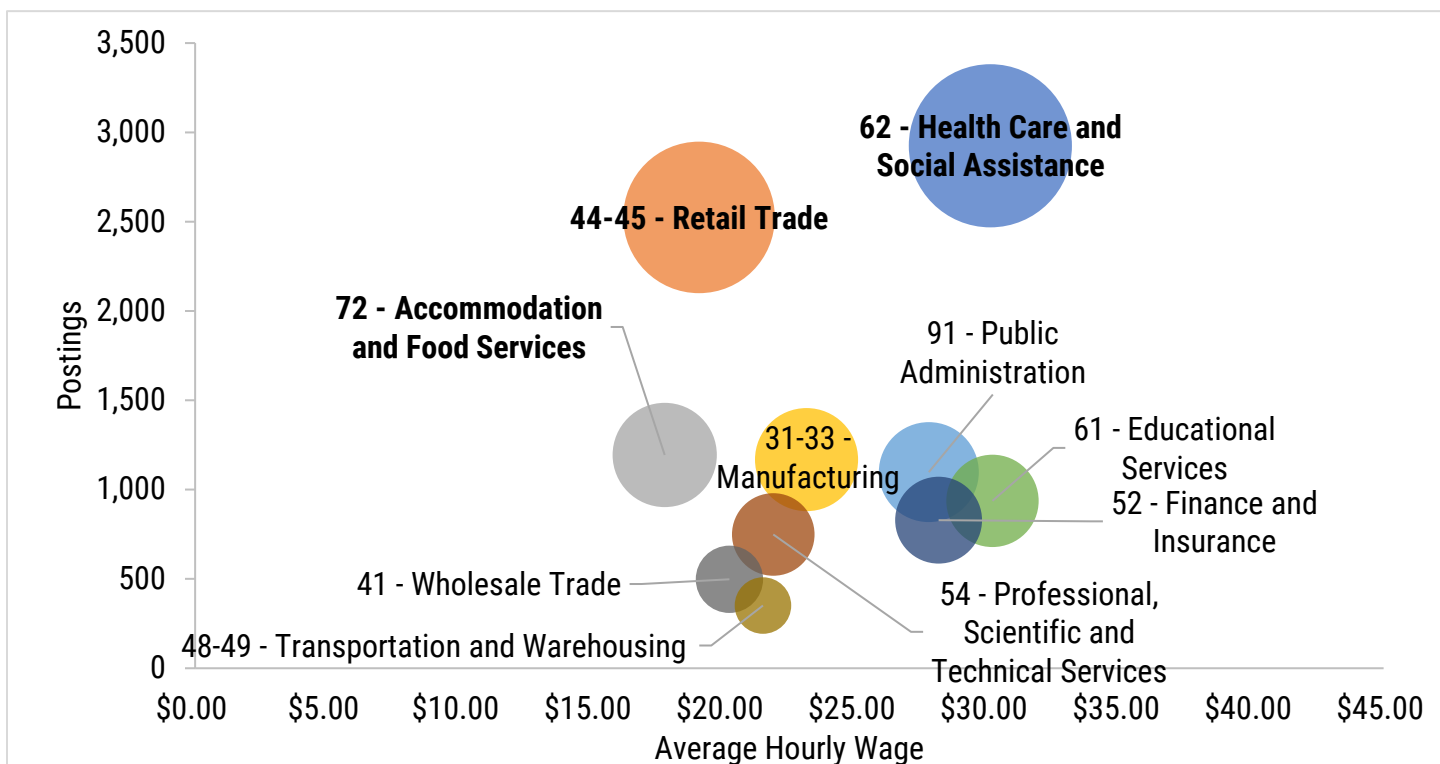 3,500
3,000
2,500
2,000
1,500
1,000
500
0
Postings
62 - Health Care and
Social Assistance
44-45 - Retail Trade
72 - Accommodation
and Food Services
91 - Public
Administration
31-33 -
Manufacturing
61 - Educational
Services
52 - Finance and
Insurance
41 - Wholesale Trade
54 - Professional,
Scientific and
Technical Services
48-49 - Transportation and Warehousing
$0.00 $5.00 $10.00 $15.00 $20.00 $25.00 $30.00 $35.00 $40.00 $45.00
Average Hourly Wage